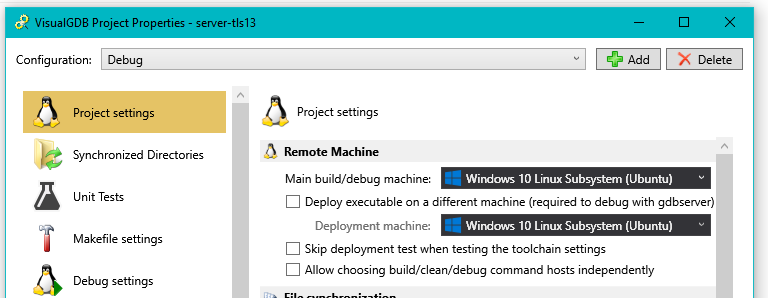 VisualGDB Project Properties - server-tls13
Configuration: Debug Add Delete
Project settings
Synchronized Directories
Unit Tests
Makefile settings
Debug settings
Project settings
Remote Machine
Main build/debug machine: Windows 10 Linux Subsystem (Ubuntu)
Deploy executable on a different machine (required to debug with gdbserver)
Deployment machine: Windows 10 Linux Subsystem (Ubuntu)
Skip deployment test when testing the toolchain settings
Allow choosing build/clean/debug command hosts independently
File synchronization